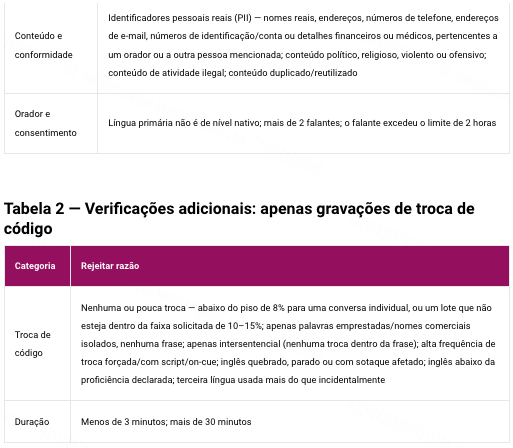 Identificadores pessoais reais (PII) — nomes reais, endereços, números de telefone, endereços
Conteúdo e
de e-mail, números de identificação/conta ou detalhes financeiros ou médicos, pertencentes a
conformidade
um orador ou a outra pessoa mencionada; conteúdo político, religioso, violento ou ofensivo;
conteúdo de atividade ilegal; conteúdo duplicado/reutilizado
Orador e
consentimento
Língua primária não é de nível nativo; mais de 2 falantes; o falante excedeu o limite de 2 horas
Tabela 2 — Verificações adicionais: apenas gravações de troca de
código
Categoria
Rejeitar razão
Nenhuma ou pouca troca — abaixo do piso de 8% para uma conversa individual, ou um lote que não
esteja dentro da faixa solicitada de 10–15%; apenas palavras emprestadas/nomes comerciais
Troca de
código
isolados, nenhuma frase; apenas intersentencial (nenhuma troca dentro da frase); alta frequência de
troca forçada/com script/on-cue; inglês quebrado, parado ou com sotaque afetado; inglês abaixo da
proficiência declarada; terceira língua usada mais do que incidentalmente
Duração
Menos de 3 minutos; mais de 30 minutos